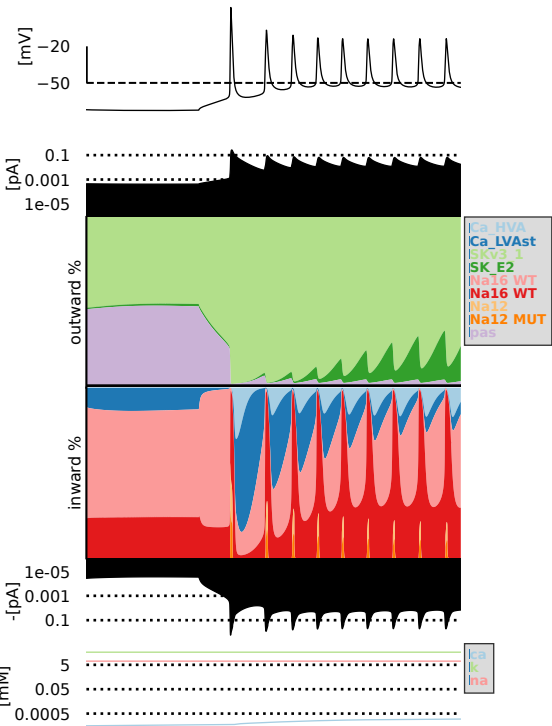 [mV]
−20
−50
[pA]
0.1
0.001
1e-05
outward %
Ca_HVA
Ca_LVAst
SKv3_1
SK_E2
Na16 WT
Na16 WT
Na12
Na12 MUT
pas
inward %
-[pA]
1e-05
0.001
0.1
[mM]
5
0.05
0.0005
ca
k
na